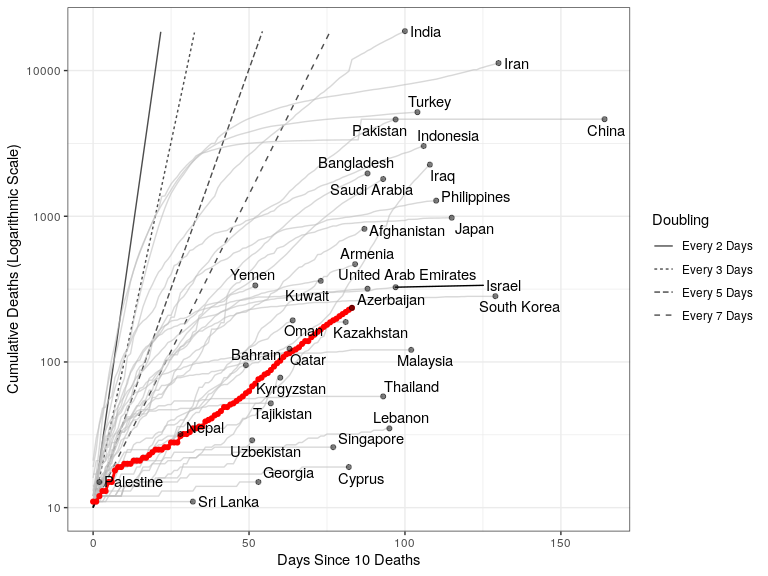 India
Iran
Turkey
Pakistan
China
Indonesia
Bangladesh
Iraq
Saudi Arabia
Philippines
Japan
Afghanistan
Armenia
Yemen
United Arab Emirates
Israel
Kuwait
Azerbaijan
South Korea
Oman
Kazakhstan
Bahrain
Qatar
Malaysia
Kyrgyzstan
Thailand
Tajikistan
Lebanon
Nepal
Singapore
Uzbekistan
Georgia
Cyprus
Palestine
Sri Lanka
10000
1000
100
10
0
50
100
150
Days Since 10 Deaths
Cumulative Deaths (Logarithmic Scale)
Doubling
Every 2 Days
Every 3 Days
Every 5 Days
Every 7 Days